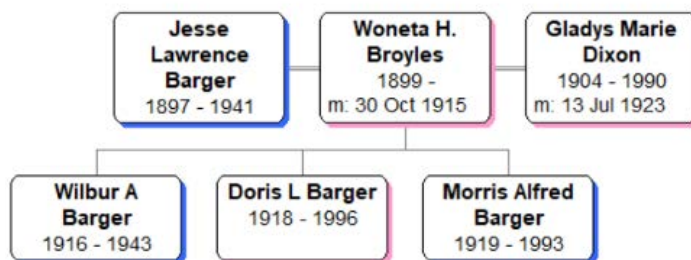 Jesse
Lawrence
Barger
1897 - 1941
Woneta H.
Broyles
1899 -
m: 30 Oct 1915
Gladys Marie
Dixon
1904 - 1990
m: 13 Jul 1923
Wilbur A
Barger
1916 - 1943
Doris L Barger
1918 - 1996
Morris Alfred
Barger
1919 - 1993